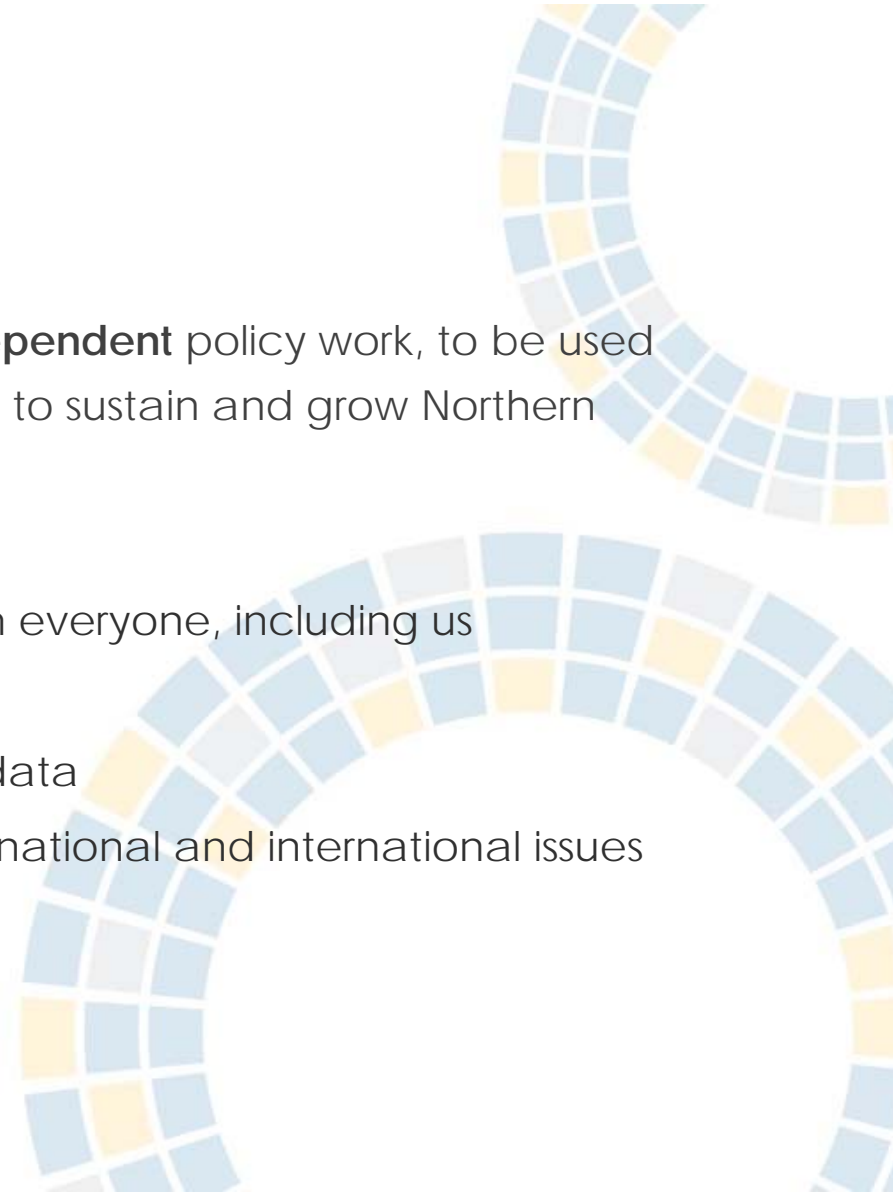 pendent policy work, to be used
to sustain and grow Northern
everyone, including us
data
national and international issues